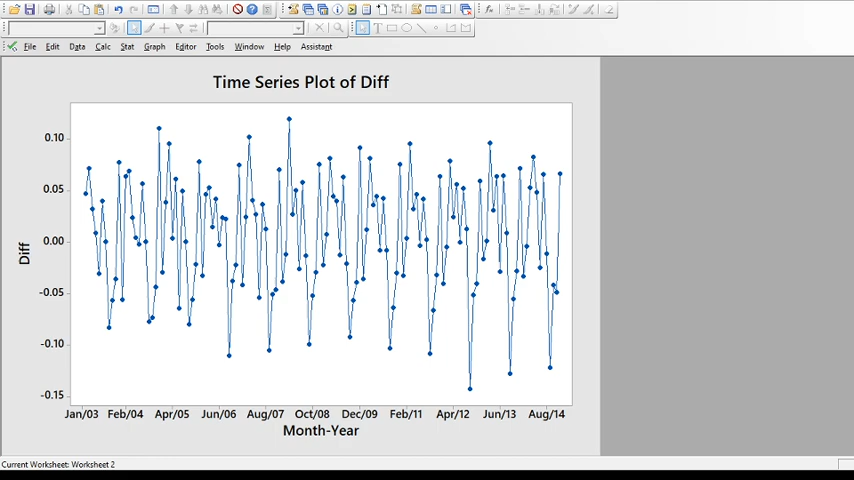 File Edit Data Calc Stat Graph Editor Tools Window Help Assistant
Time Series Plot of Diff
0.10
0.05
0.00
-0.05
-0.10
-0.15
Diff
Jan/03 Feb/04 Apr/05 Jun/06 Aug/07 Oct/08 Dec/09 Feb/11 Apr/12 Jun/13 Aug/14
Month-Year
Current Worksheet: Worksheet 2